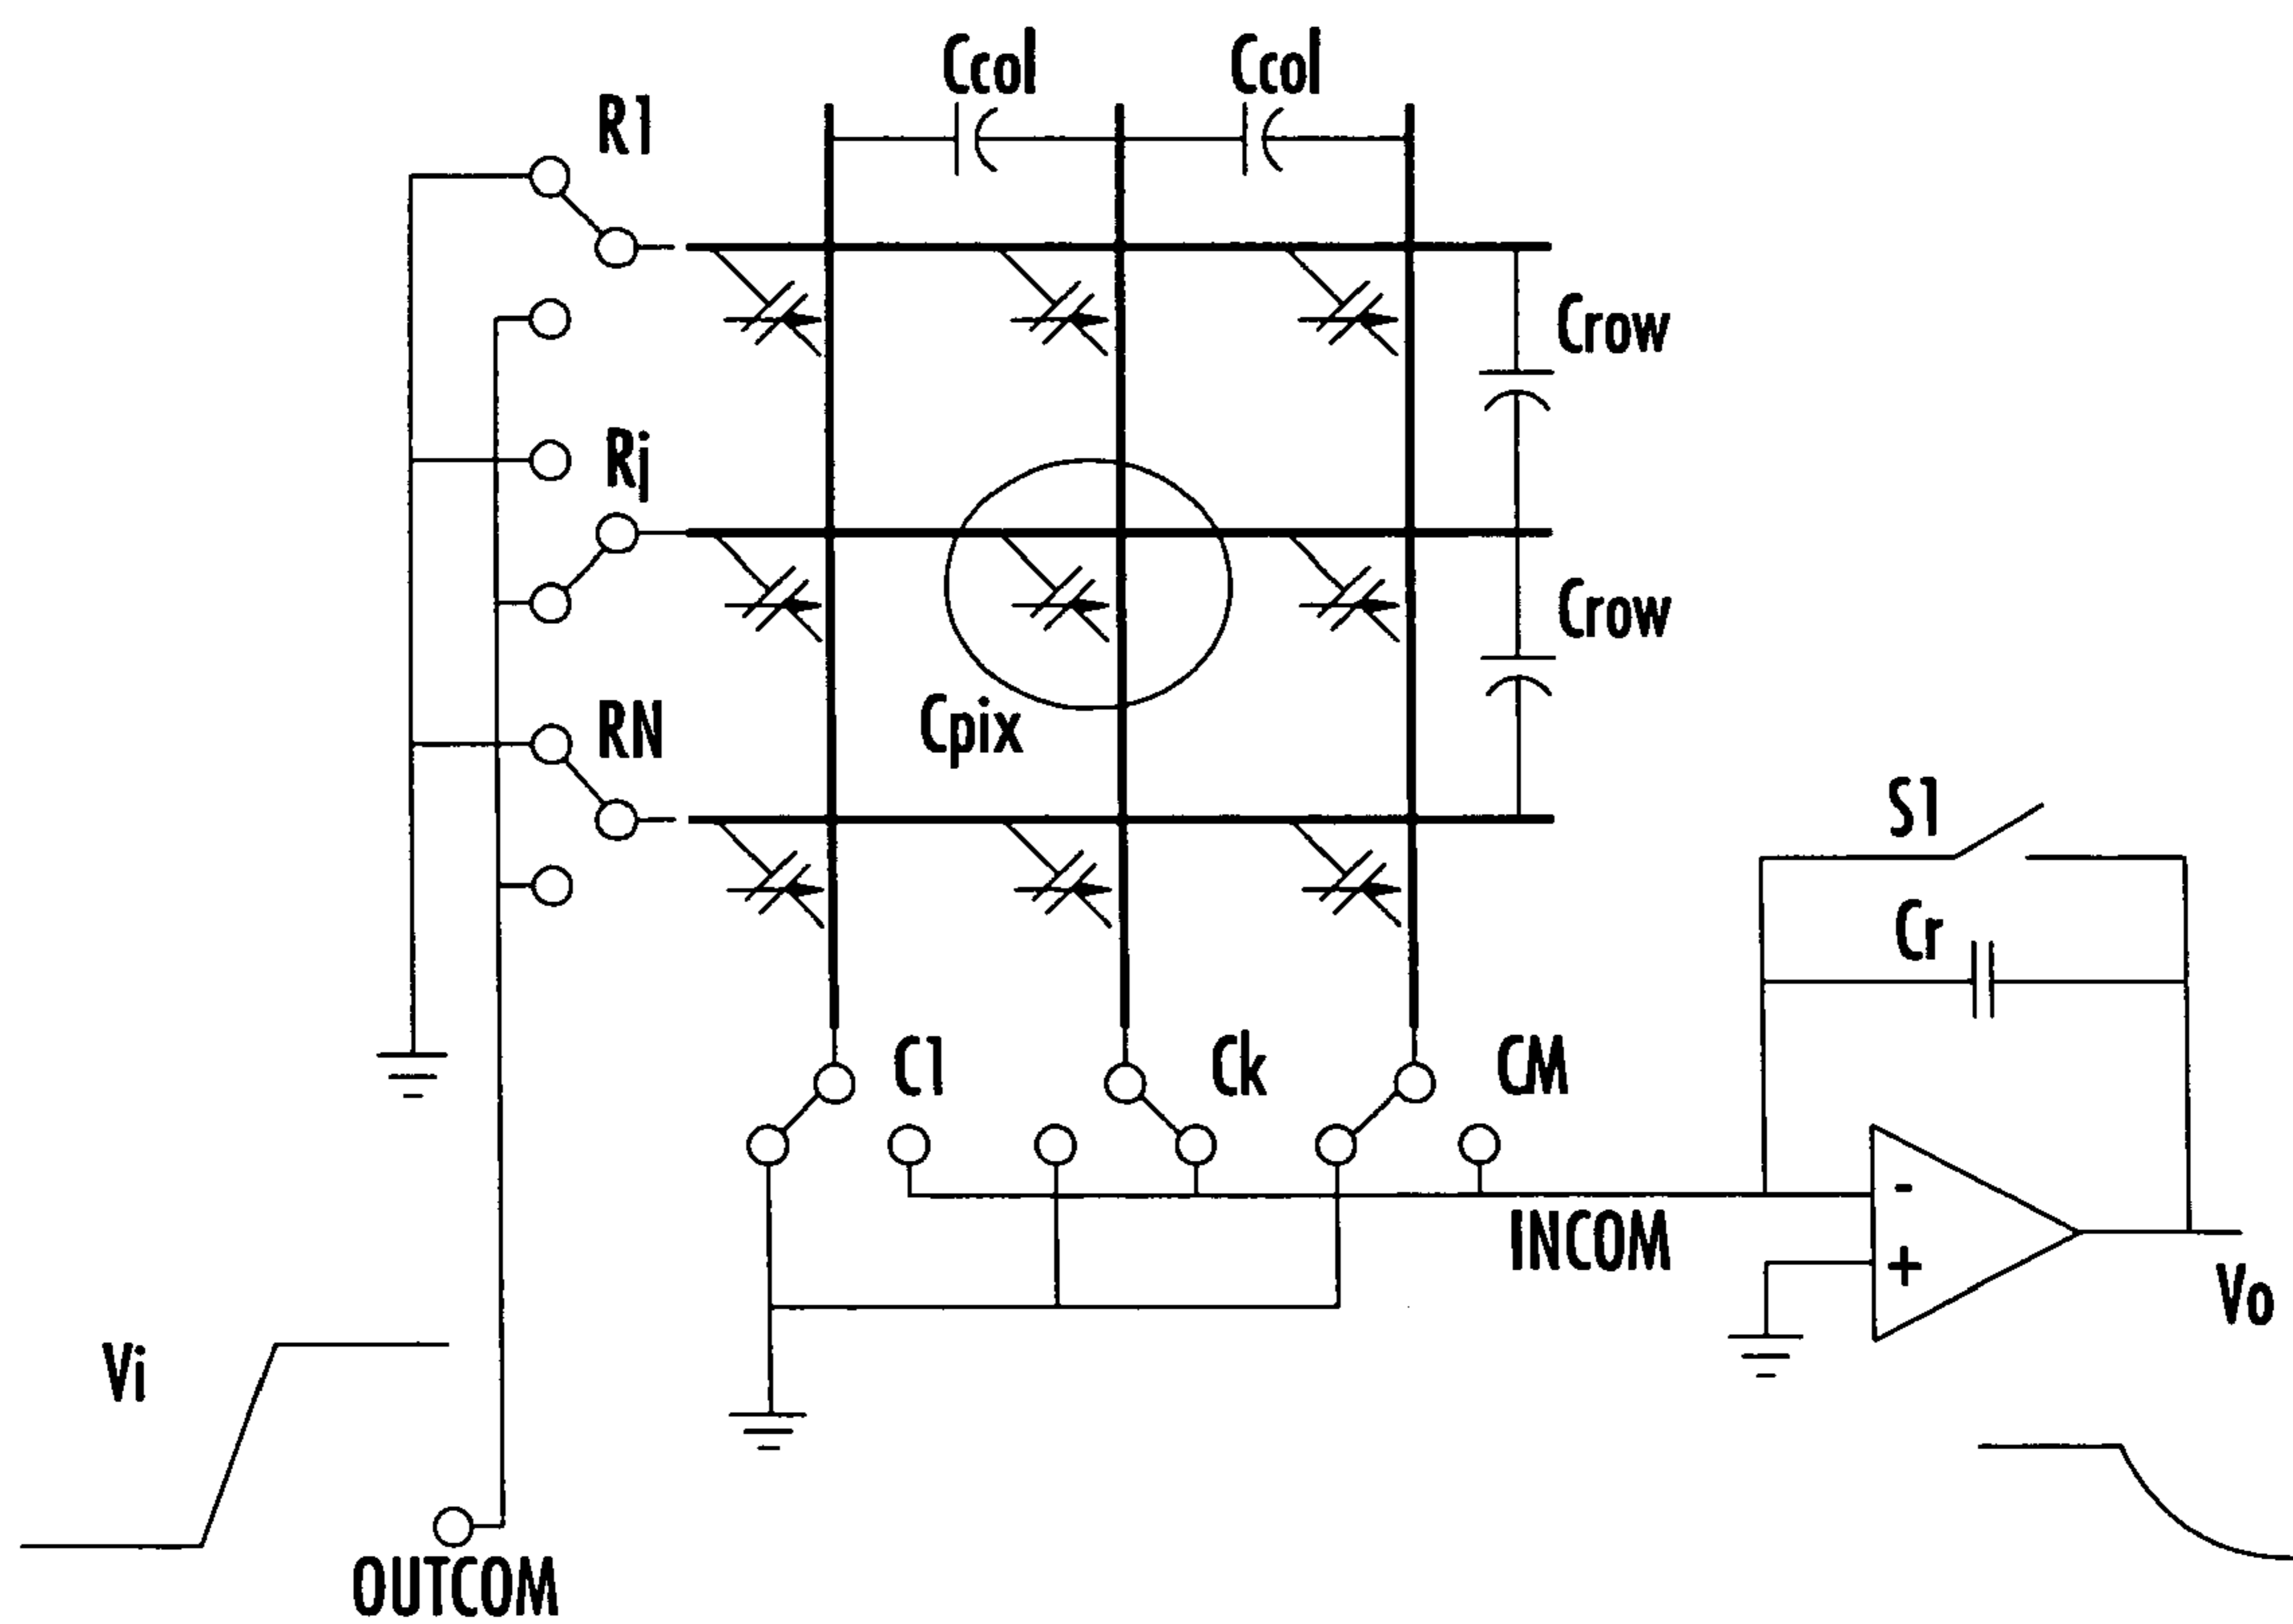 Ccol Ccol
R1
Crow
Rj
Crow
Cpix
RN
S1
Cr
C1 Ck CM
INCOM
-
+
Vo
Vi
OUTCOM